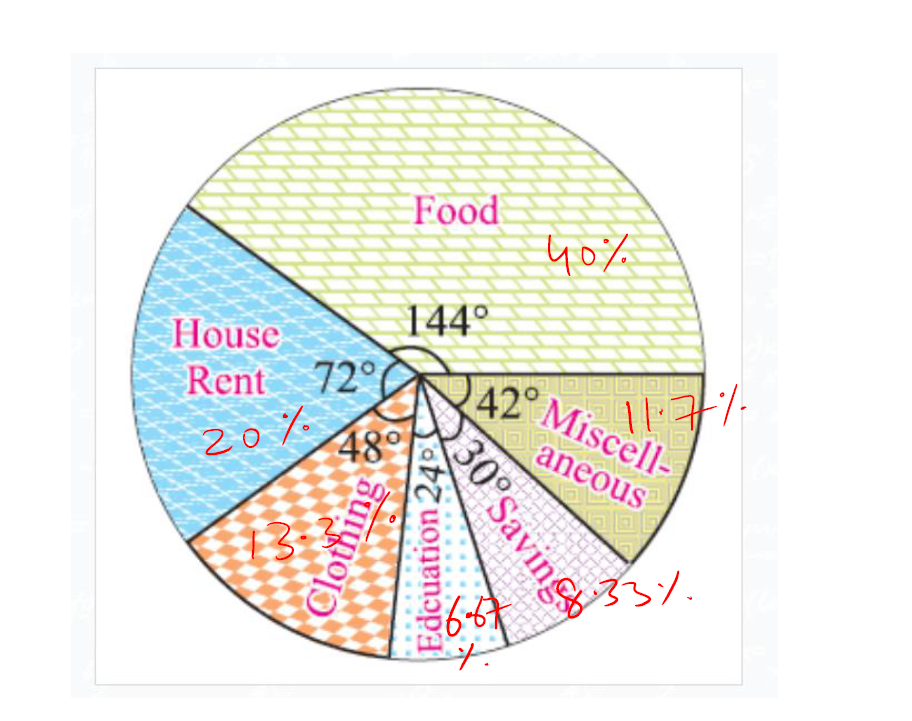 Food
40%
144°
House
Rent
72°
20%
42°
Miscell-
aneous
11.7%
48°
Clothing
13.3%
24°
Edcuation
6.67
%
30°
Savings
8.33%